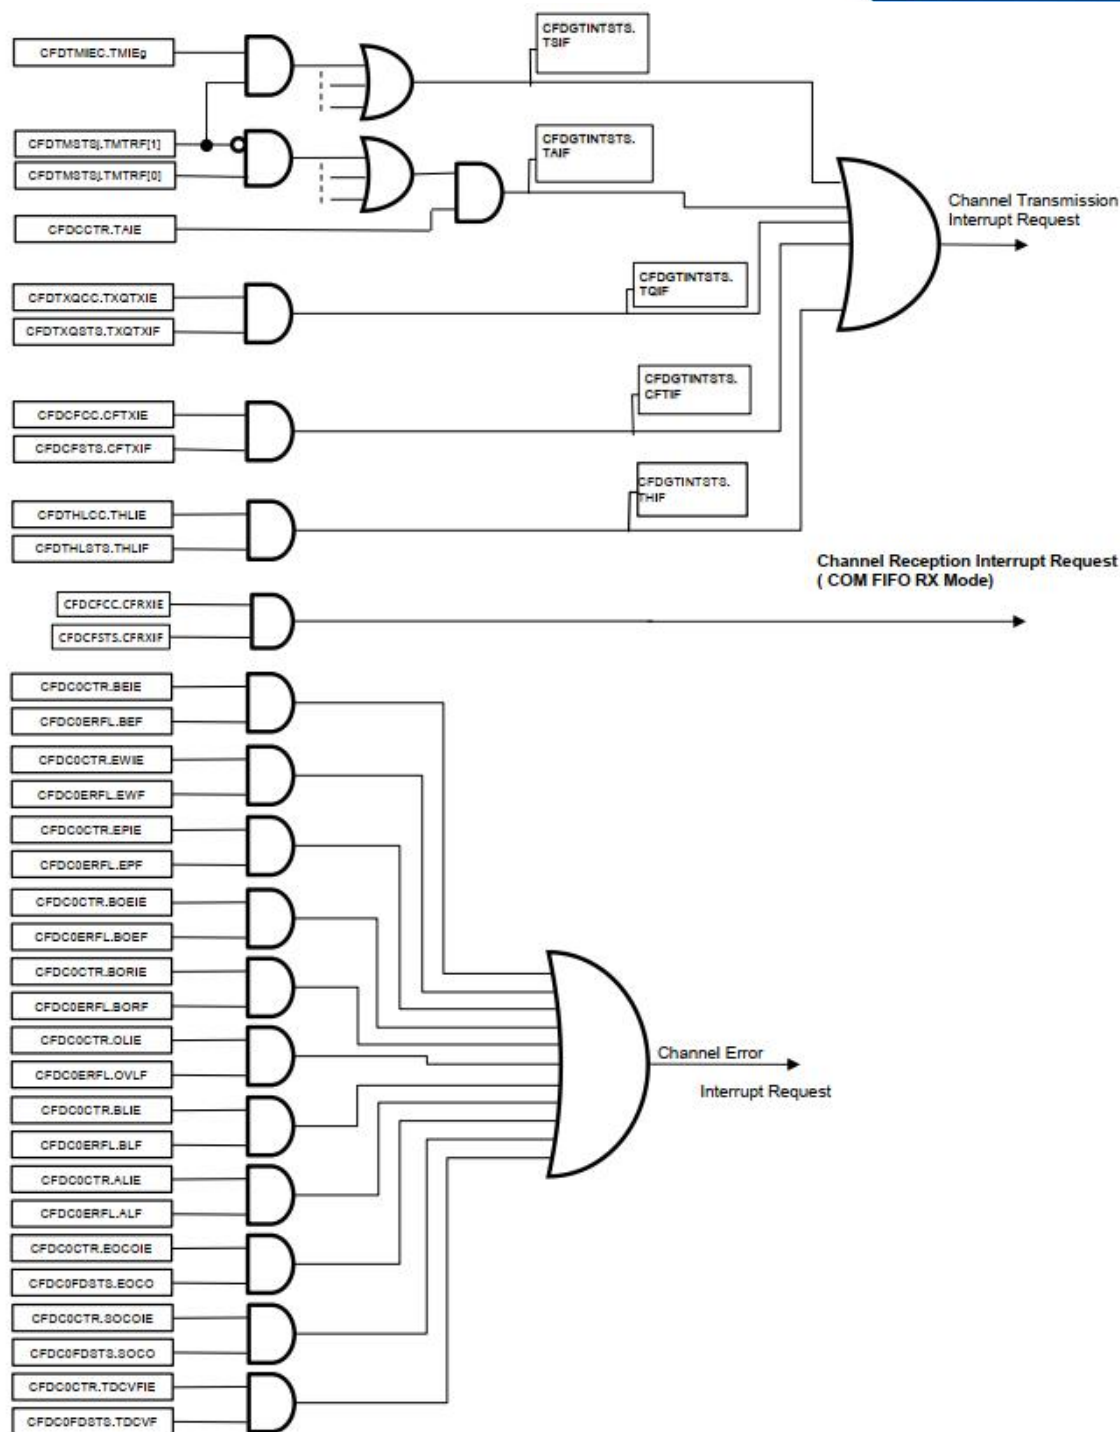 CFDGTINTSTS.
TSIF
CFDTMIEC.TMIEg
CFDTMSTSj.TMTRF[1]
CFDGTINTSTS.
TAIF
CFDTMSTSj.TMTRF[0]
Channel Transmission
Interrupt Request
CFDCCTR.TAIE
CFDGTINTSTS.
TQIF
CFDTXQCC.TXQTXIE
CFDTXQSTS.TXQTXIF
CFDGTINTSTS.
CFTIF
CFDCFCC.CFTXIE
CFDCFSTS.CFTXIF
CFDGTINTSTS.
THIF
CFDTHLCC.THLIE
CFDTHLSTS.THLIF
Channel Reception Interrupt Request
( COM FIFO RX Mode)
CFDCFCC.CFRXIE
CFDCFSTS.CFRXIF
CFDC0CTR.BEIE
CFDC0ERFL.BEF
CFDC0CTR.EWIE
CFDC0ERFL.EWF
CFDC0CTR.EPIE
CFDC0ERFL.EPF
CFDC0CTR.BOEIE
CFDC0ERFL.BOEF
CFDC0CTR.BORIE
CFDC0ERFL.BORF
CFDC0CTR.OLIE
Channel Error
CFDC0ERFL.OVLF
Interrupt Request
CFDC0CTR.BLIE
CFDC0ERFL.BLF
CFDC0CTR.ALIE
CFDC0ERFL.ALF
CFDC0CTR.EOCOIE
CFDC0FDSTS.EOCO
CFDC0CTR.SOCOIE
CFDC0FDSTS.SOCO
CFDC0CTR.TDCVFIE
CFDC0FDSTS.TDCVF